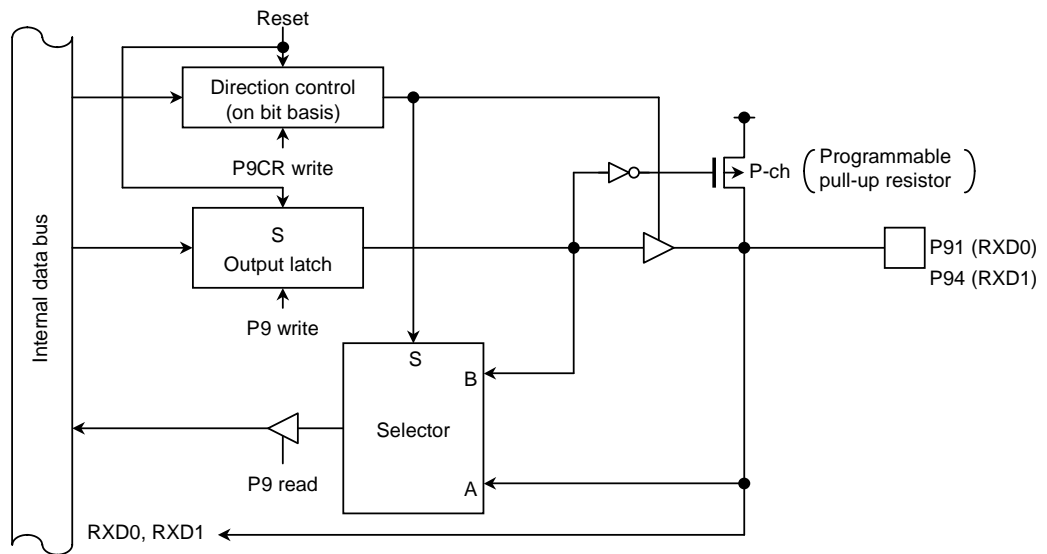 Reset
Direction control
(on bit basis)
P9CR write
P-ch
Programmable
pull-up resistor
S
Output latch
P9 write
P91 (RXD0)
P94 (RXD1)
Internal data bus
S
B
Selector
A
P9 read
RXD0, RXD1